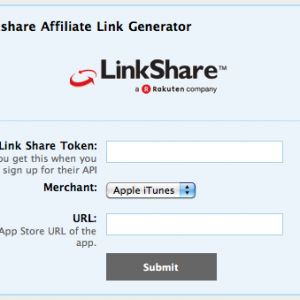 share Affiliate Link Generator
LinkShare™
a Rakuten company
Link Share Token:
ou get this when you
sign up for their API
Merchant:
Apple iTunes
URL:
App Store URL of the
app.
Submit